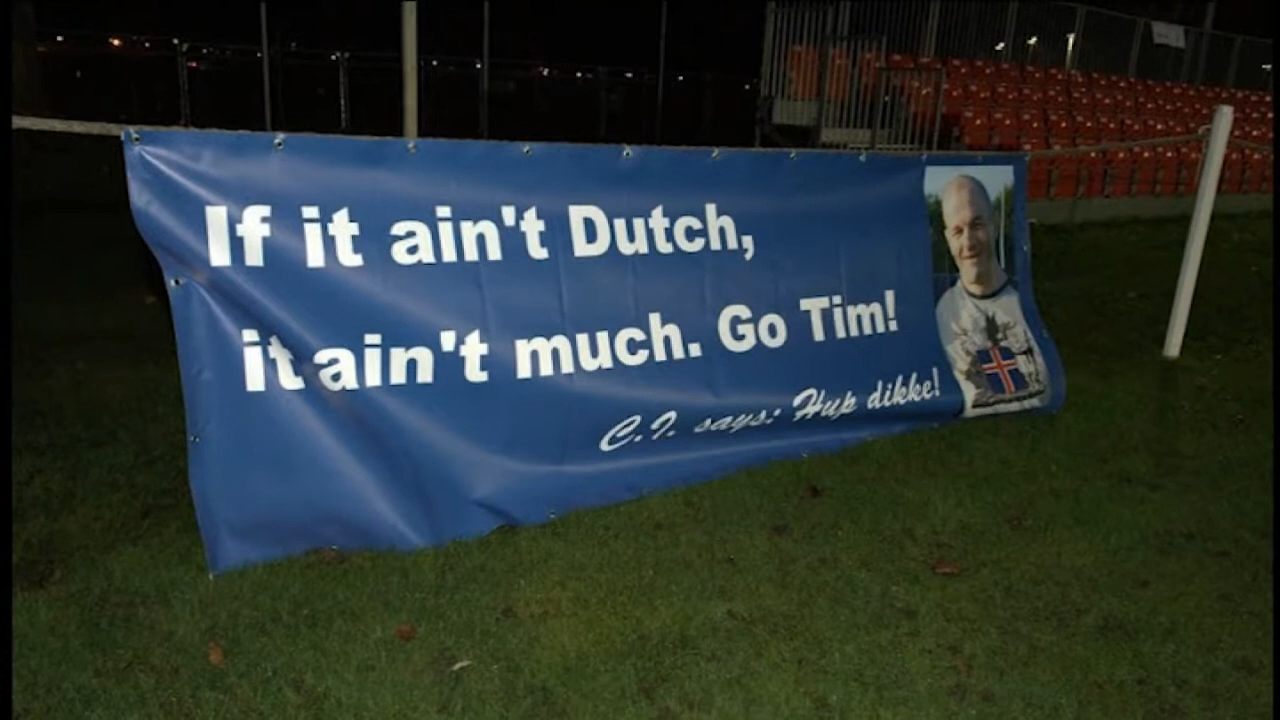 If it ain't Dutch,
it ain't much. Go Tim!
C.I. says: Hup dikke!